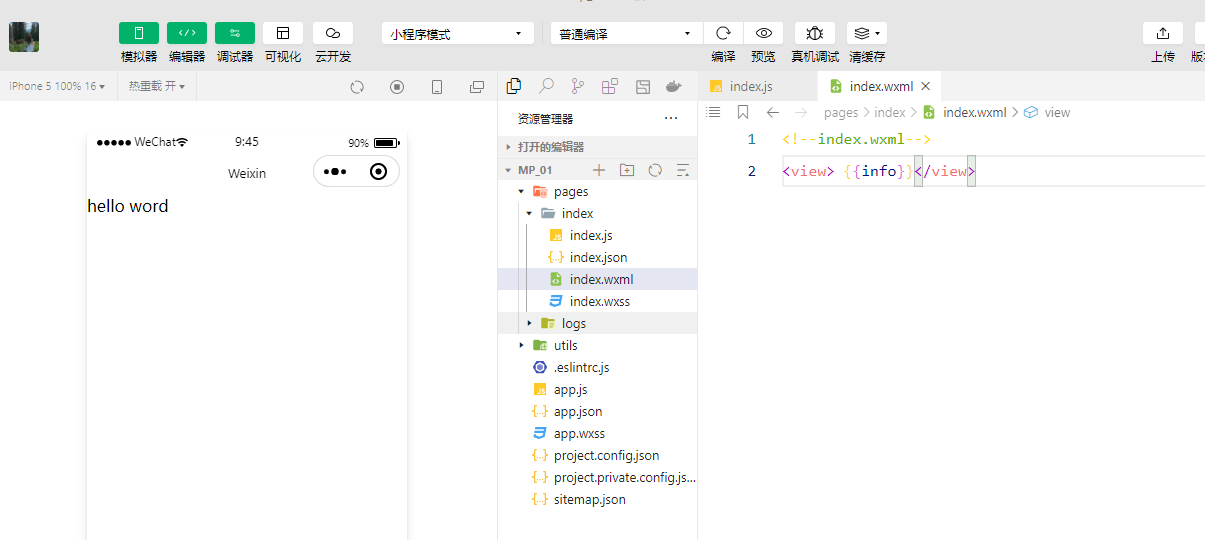 小程序模式
普通编译
模拟器 编辑器 调试器 可视化 云开发
编译 预览 真机调试 清缓存
上传
iPhone 5 100% 16
热重载 开
WeChat
9:45
90%
Weixin
hello word
资源管理器
打开的编辑器
MP_01
pages
index
index.js
index.json
index.wxml
index.wxss
logs
utils
.eslintrc.js
app.js
app.json
app.wxss
project.config.json
project.private.config.js...
sitemap.json
index.js
index.wxml
pages > index > index.wxml > view
1 <!--index.wxml-->
2 <view> {{info}}</view>